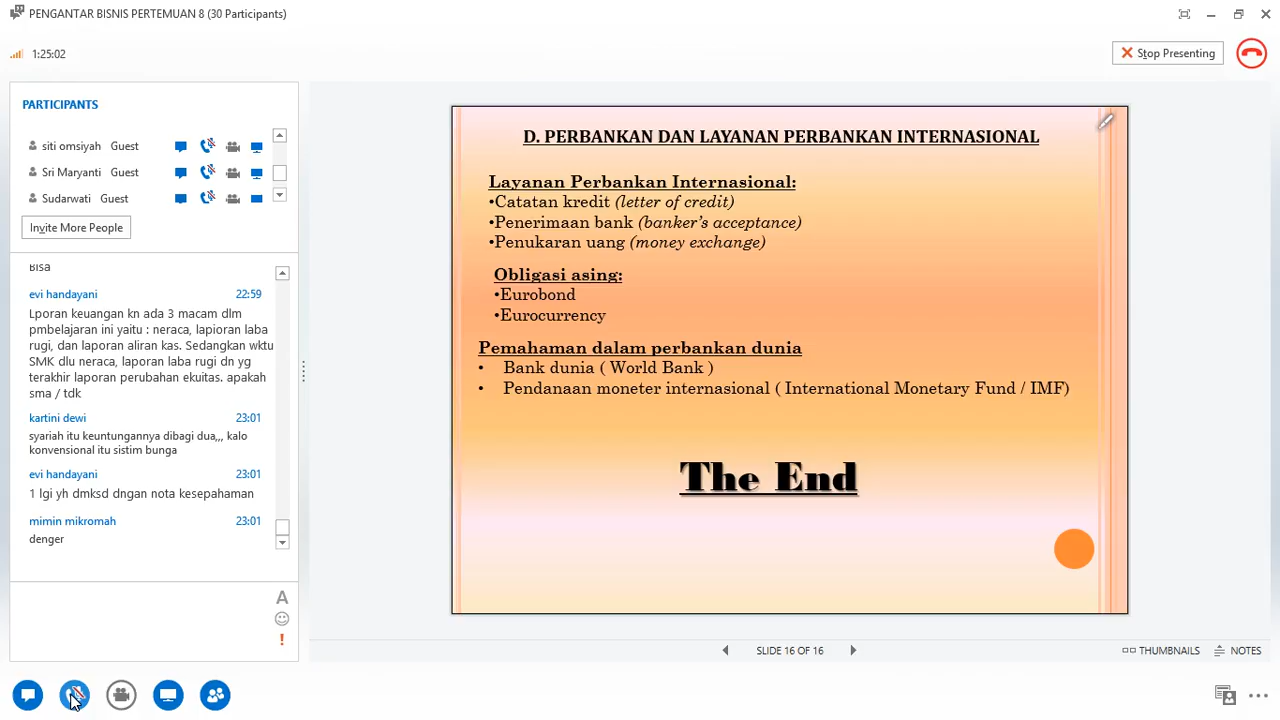 PENGANTAR BISNIS PERTEMUAN 8 (30 Participants)
1:25:02
Stop Presenting
PARTICIPANTS
siti omsiyah Guest
Sri Maryanti Guest
Sudarwati Guest
Invite More People
Bisa
evi handayani 22:59
Lporan keuangan kn ada 3 macam dlm
pmbelajaran ini yaitu : neraca, lapioran laba
rugi, dan laporan aliran kas. Sedangkan wktu
SMK dlu neraca, laporan laba rugi dn yg
terakhir laporan perubahan ekuitas. apakah
sma / tdk
kartini dewi 23:01
syariah itu keuntungannya dibagi dua,,, kalo
konvensional itu sistim bunga
evi handayani 23:01
1 lgi yh dmksd dngan nota kesepahaman
mimin mikromah 23:01
denger
A
!
D. PERBANKAN DAN LAYANAN PERBANKAN INTERNASIONAL
Layanan Perbankan Internasional:
•Catatan kredit (letter of credit)
•Penerimaan bank (banker's acceptance)
•Penukaran uang (money exchange)
Obligasi asing:
•Eurobond
•Eurocurrency
Pemahaman dalam perbankan dunia
• Bank dunia ( World Bank )
• Pendanaan moneter internasional ( International Monetary Fund / IMF)
The End
SLIDE 16 OF 16
THUMBNAILS
NOTES